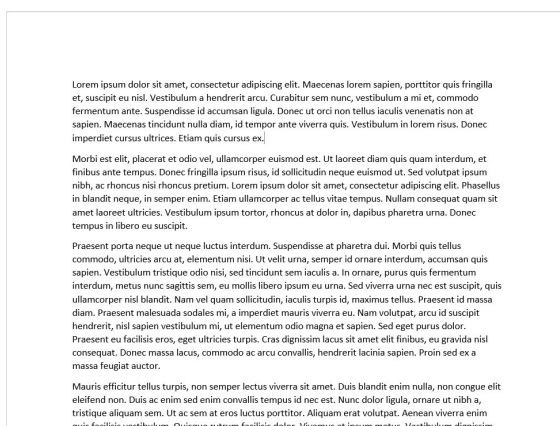 Lorem ipsum dolor sit amet, consectetur adipiscing elit. Maecenas lorem sapien, porttitor quis fringilla
et, suscipit eu nisl. Vestibulum a hendrerit arcu. Curabitur sem nunc, vestibulum a mi et, commodo
fermentum ante. Suspendisse id accumsan ligula. Donec ut orci non tellus iaculis venenatis non at
sapien. Maecenas tincidunt nulla diam, id tempor ante viverra quis. Vestibulum in lorem risus. Donec
imperdiet cursus ultrices. Etiam quis cursus ex.
Morbi est elit, placerat et odio vel, ullamcorper euismod est. Ut laoreet diam quis quam interdum, et
finibus ante tempus. Donec fringilla ipsum risus, id sollicitudin neque euismod ut. Sed volutpat ipsum
nibh, ac rhoncus nisi rhoncus pretium. Lorem ipsum dolor sit amet, consectetur adipiscing elit. Phasellus
in blandit neque, in semper enim. Etiam ullamcorper ac tellus vitae tempus. Nullam consequat quam sit
amet laoreet ultricies. Vestibulum ipsum tortor, rhoncus at dolor in, dapibus pharetra urna. Donec
tempus in libero eu suscipit.
Praesent porta neque ut neque luctus interdum. Suspendisse at pharetra dui. Morbi quis tellus
commodo, ultricies arcu at, elementum nisi. Ut velit urna, semper id ornare interdum, accumsan quis
sapien. Vestibulum tristique odio nisi, sed tincidunt sem iaculis a. In ornare, purus quis fermentum
interdum, metus nunc sagittis sem, eu mollis libero ipsum eu urna. Sed viverra urna nec est suscipit, quis
ullamcorper nisl blandit. Nam vel quam sollicitudin, iaculis turpis id, maximus tellus. Praesent id massa
diam. Praesent malesuada sodales mi, a imperdiet mauris viverra eu. Nam volutpat, arcu id suscipit
hendrerit, nisl sapien vestibulum mi, ut elementum odio magna et sapien. Sed eget purus dolor.
Praesent eu facilisis eros, eget ultricies turpis. Cras dignissim lacus sit amet elit finibus, eu gravida nisl
consequat. Donec massa lacus, commodo ac arcu convallis, hendrerit lacinia sapien. Proin sed ex a
massa feugiat auctor.
Mauris efficitur tellus turpis, non semper lectus viverra sit amet. Duis blandit enim nulla, non congue elit
eleifend non. Duis ac enim sed enim convallis tempus id nec est. Nunc dolor ligula, ornare ut nibh a,
tristique aliquam sem. Ut ac sem at eros luctus porttitor. Aliquam erat volutpat. Aenean viverra enim